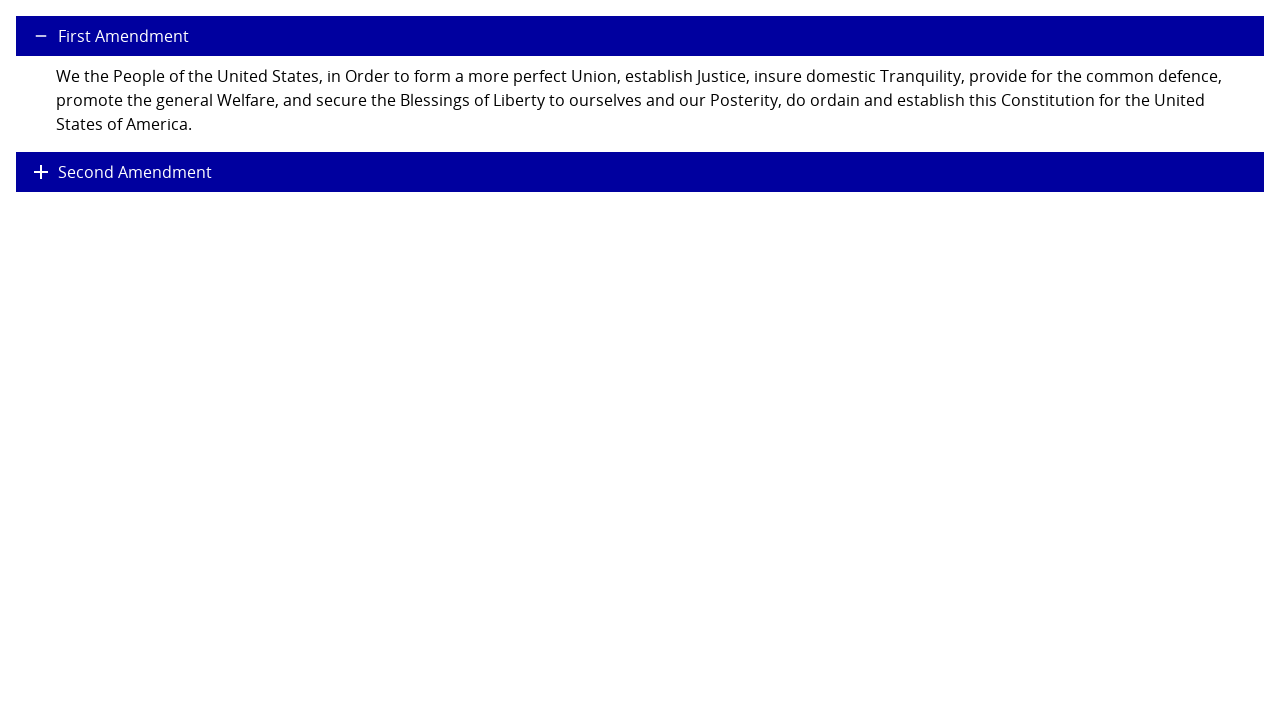 First Amendment
We the People of the United States, in Order to form a more perfect Union, establish Justice, insure domestic Tranquility, provide for the common defence,
promote the general Welfare, and secure the Blessings of Liberty to ourselves and our Posterity, do ordain and establish this Constitution for the United
States of America.
Second Amendment